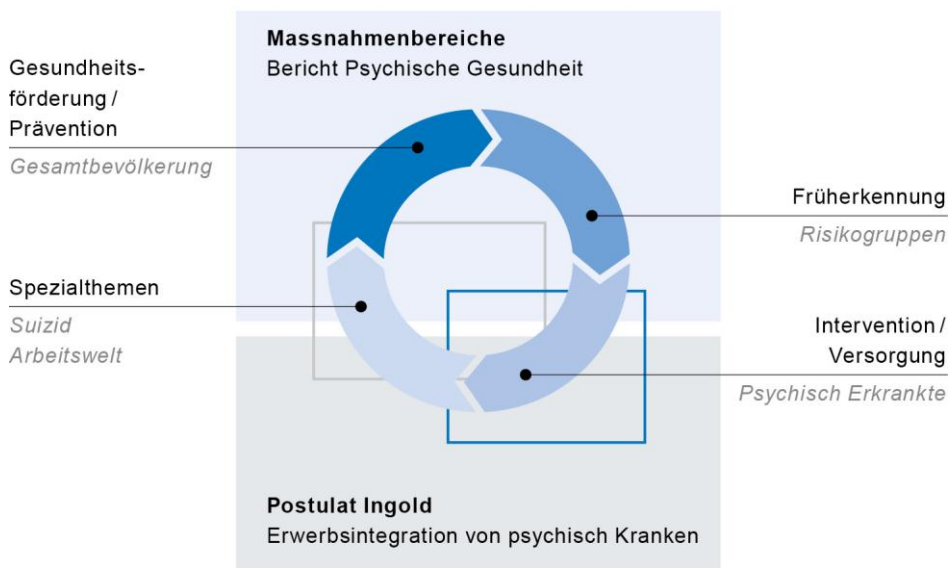 Massnahmenbereiche
Bericht Psychische Gesundheit
Gesundheits-
förderung /
Prävention
Gesamtbevölkerung
Früherkennung
Risikogruppen
Spezialthemen
Suizid
Arbeitswelt
Intervention /
Versorgung
Psychisch Erkrankte
Postulat Ingold
Erwerbsintegration von psychisch Kranken